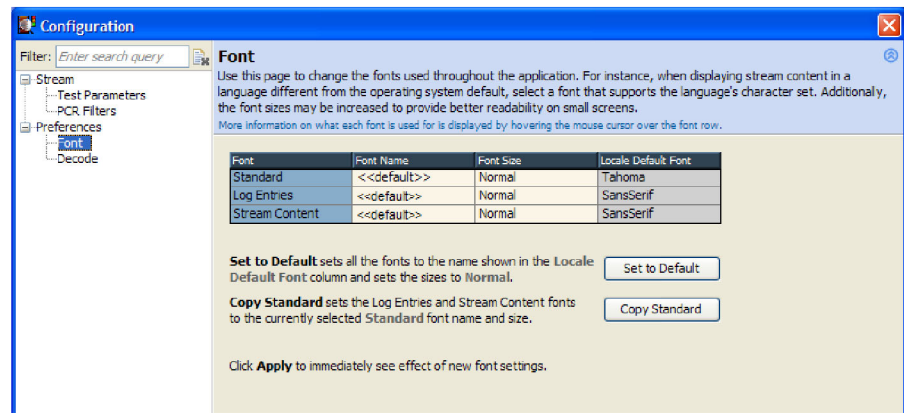 Configuration
Filter: Enter search query
Stream
Test Parameters
PCR Filters
Preferences
Font
Decode
Font
Use this page to change the fonts used throughout the application. For instance, when displaying stream content in a
language different from the operating system default, select a font that supports the language's character set. Additionally,
the font sizes may be increased to provide better readability on small screens.
More information on what each font is used for is displayed by hovering the mouse cursor over the font row.
Font Font Name Font Size Locale Default Font
Standard <<default>> Normal Tahoma
Log Entries <<default>> Normal SansSerif
Stream Content <<default>> Normal SansSerif
Set to Default sets all the fonts to the name shown in the Locale
Default Font column and sets the sizes to Normal.
Set to Default
Copy Standard sets the Log Entries and Stream Content fonts
to the currently selected Standard font name and size.
Copy Standard
Click Apply to immediately see effect of new font settings.